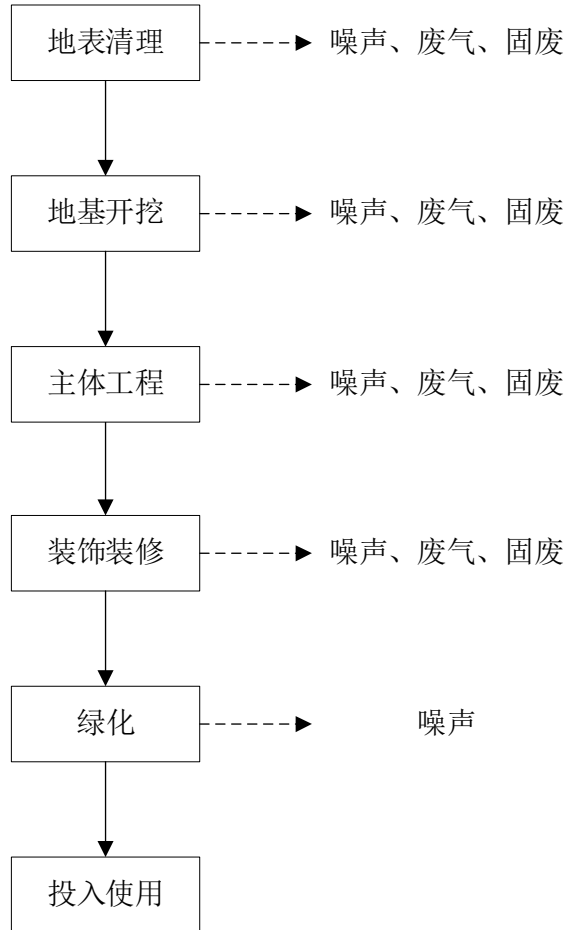 地表清理 噪声、废气、固废
地基开挖 噪声、废气、固废
主体工程 噪声、废气、固废
装饰装修 噪声、废气、固废
绿化 噪声
投入使用